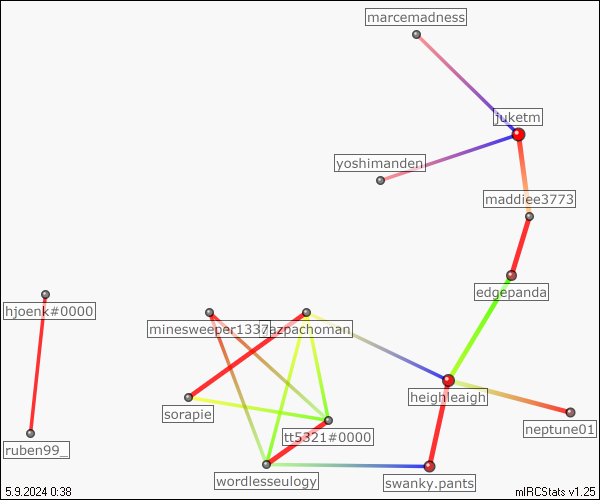 marcemadness
juketm
yoshimanden
maddiee3773
edgepanda
hjoenk#0000
minesweeper1337
heighleaigh
sorapie
neptune01
tt5321#0000
ruben99_
wordlesseulogy
swanky.pants
5.9.2024 0:38
mIRCStats v1.25